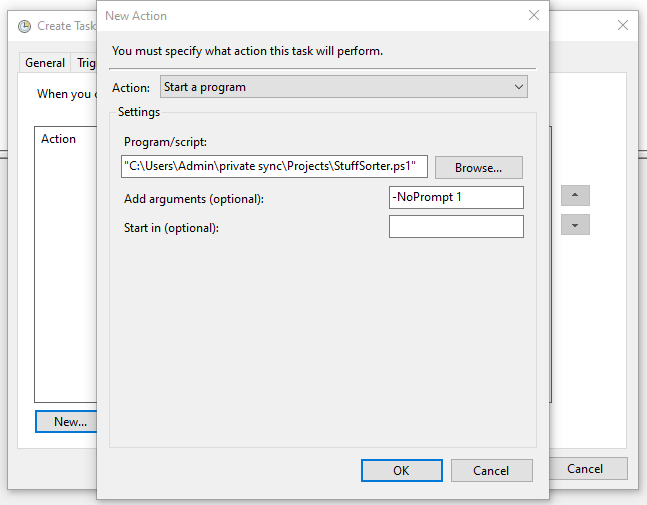 Create Task
New Action
General
Trig
When you c
Action
New...
You must specify what action this task will perform.
Action:
Start a program
Settings
Program/script:
"C:\Users\Admin\private sync\Projects\StuffSorter.ps1"
Browse...
Add arguments (optional):
-NoPrompt 1
Start in (optional):
OK
Cancel
Cancel